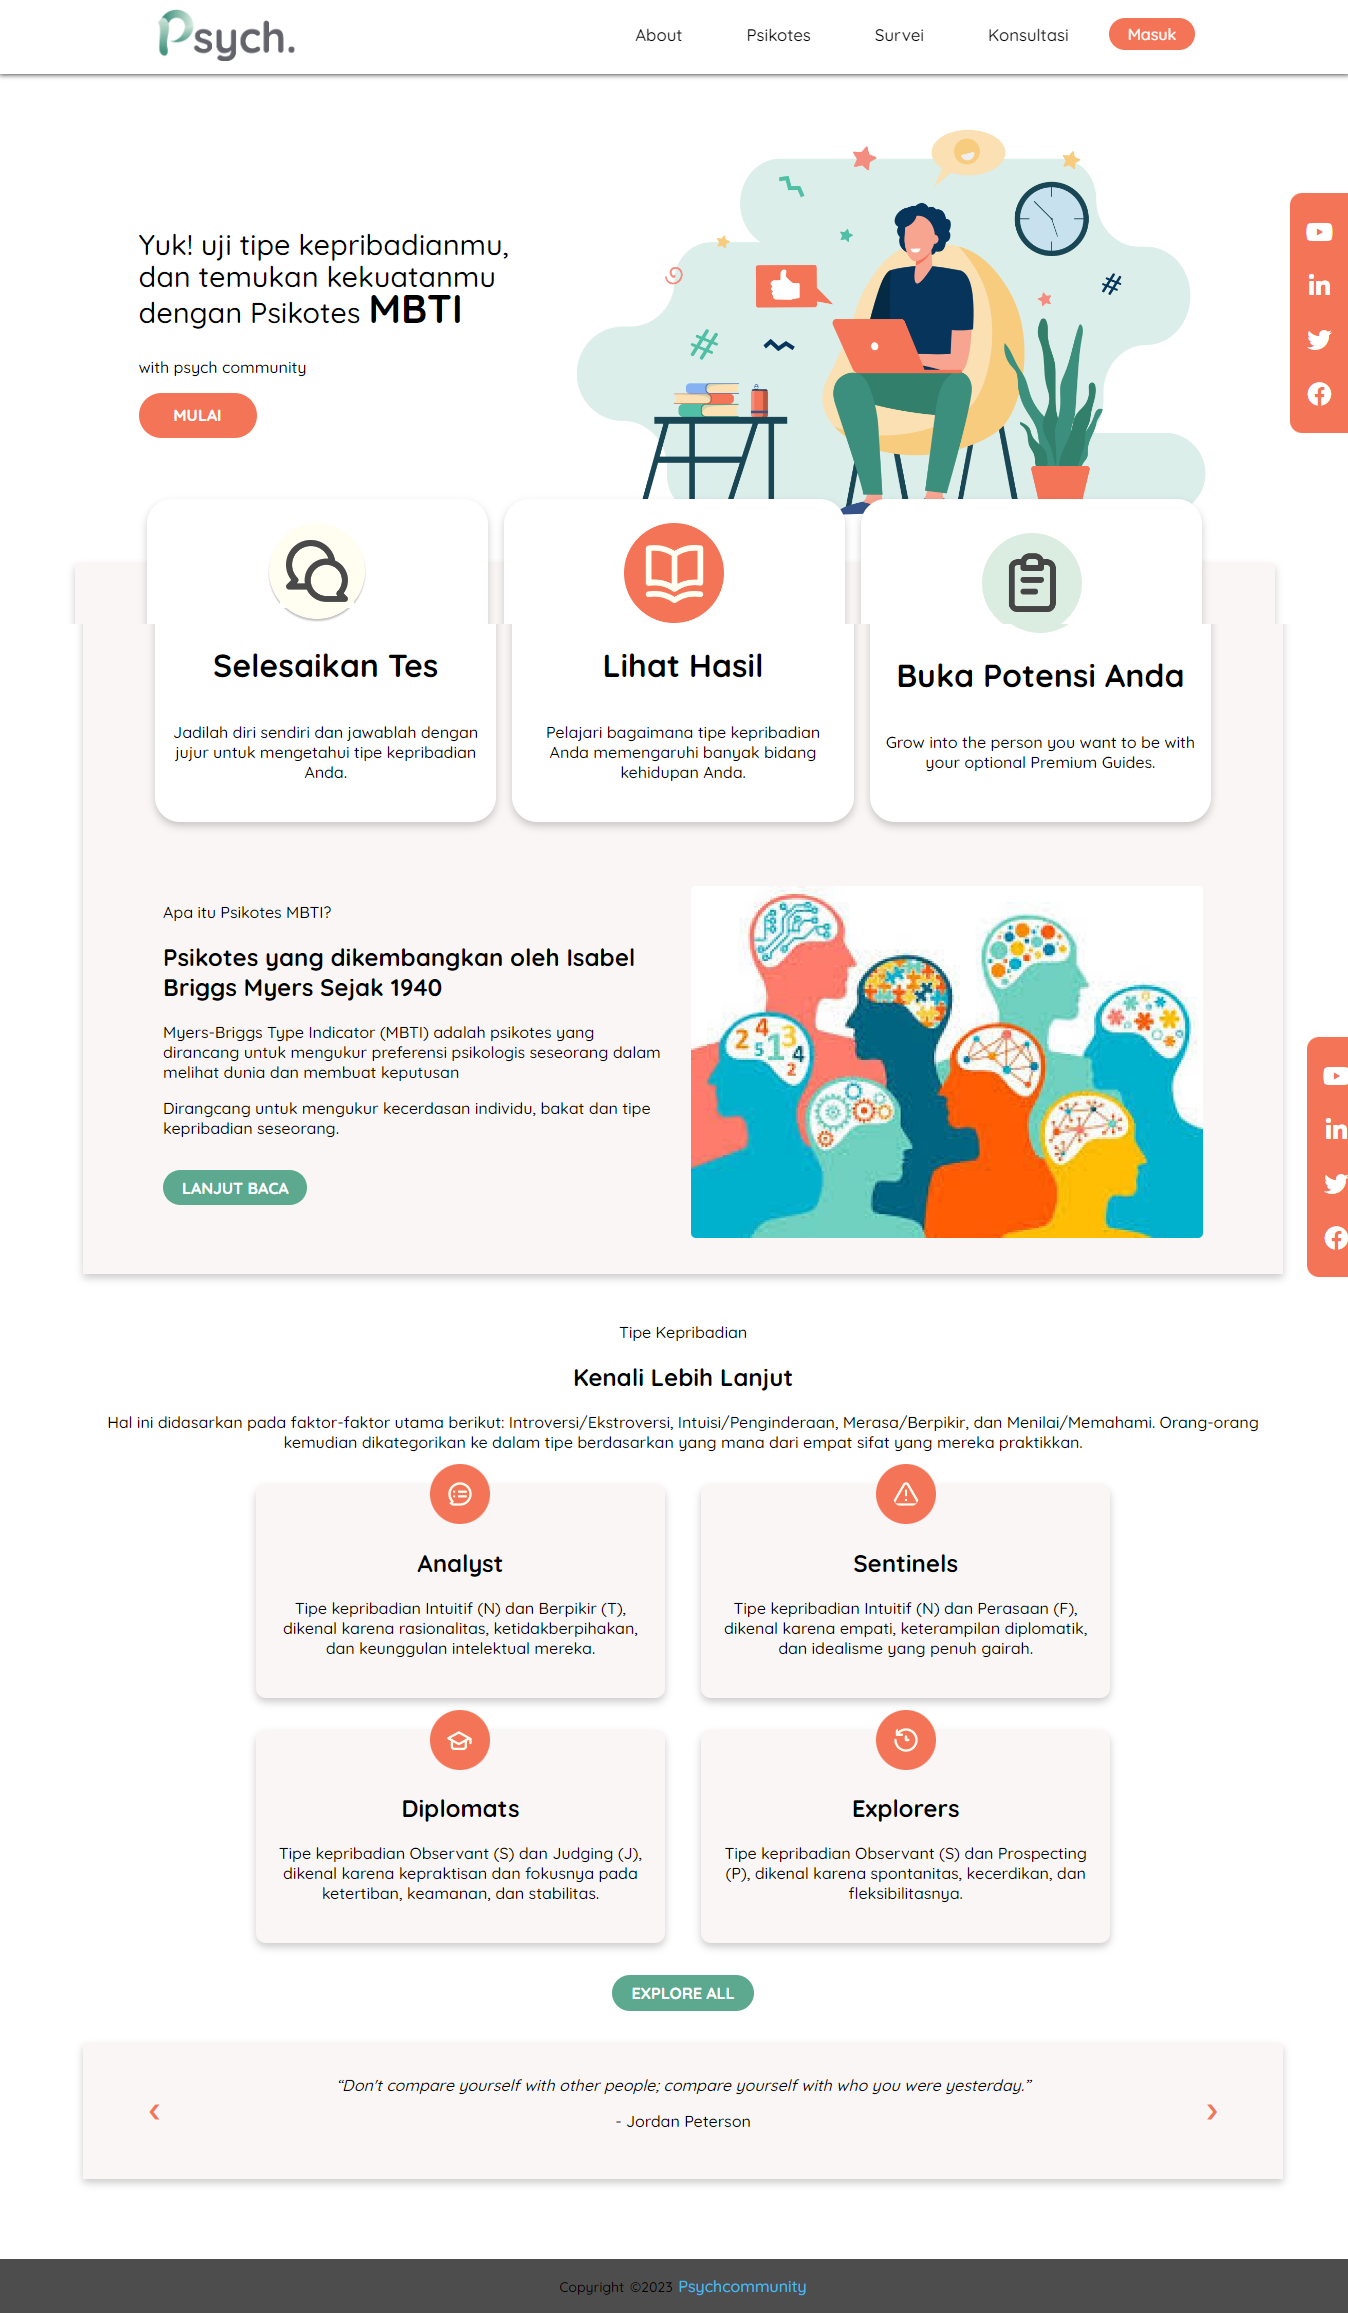 Psych.
About
Psikotes
Survei
Konsultasi
Masuk
Yuk! uji tipe kepribadianmu,
dan temukan kekuatanmu
dengan Psikotes MBTI
with psych community
MULAI
Selesaikan Tes
Jadilah diri sendiri dan jawablah dengan
jujur untuk mengetahui tipe kepribadian
Anda.
Lihat Hasil
Pelajari bagaimana tipe kepribadian
Anda memengaruhi banyak bidang
kehidupan Anda.
Buka Potensi Anda
Grow into the person you want to be with
your optional Premium Guides.
Apa itu Psikotes MBTI?
Psikotes yang dikembangkan oleh Isabel
Briggs Myers Sejak 1940
Myers-Briggs Type Indicator (MBTI) adalah psikotes yang
dirancang untuk mengukur preferensi psikologis seseorang dalam
melihat dunia dan membuat keputusan
Dirangcang untuk mengukur kecerdasan individu, bakat dan tipe
kepribadian seseorang.
LANJUT BACA
2 4 5 1 3 4 2
Tipe Kepribadian
Kenali Lebih Lanjut
Hal ini didasarkan pada faktor-faktor utama berikut: Introversi/Ekstroversi, Intuisi/Penginderaan, Merasa/Berpikir, dan Menilai/Memahami. Orang-orang
kemudian dikategorikan ke dalam tipe berdasarkan yang mana dari empat sifat yang mereka praktikkan.
Analyst
Tipe kepribadian Intuitif (N) dan Berpikir (T),
dikenal karena rasionalitas, ketidakberpihakan,
dan keunggulan intelektual mereka.
Sentinels
Tipe kepribadian Intuitif (N) dan Perasaan (F),
dikenal karena empati, keterampilan diplomatik,
dan idealisme yang penuh gairah.
Diplomats
Tipe kepribadian Observant (S) dan Judging (J),
dikenal karena kepraktisan dan fokusnya pada
ketertiban, keamanan, dan stabilitas.
Explorers
Tipe kepribadian Observant (S) dan Prospecting
(P), dikenal karena spontanitas, kecerdikan, dan
fleksibilitasnya.
EXPLORE ALL
“Don't compare yourself with other people; compare yourself with who you were yesterday.”
- Jordan Peterson
Copyright ©2023 Psychcommunity